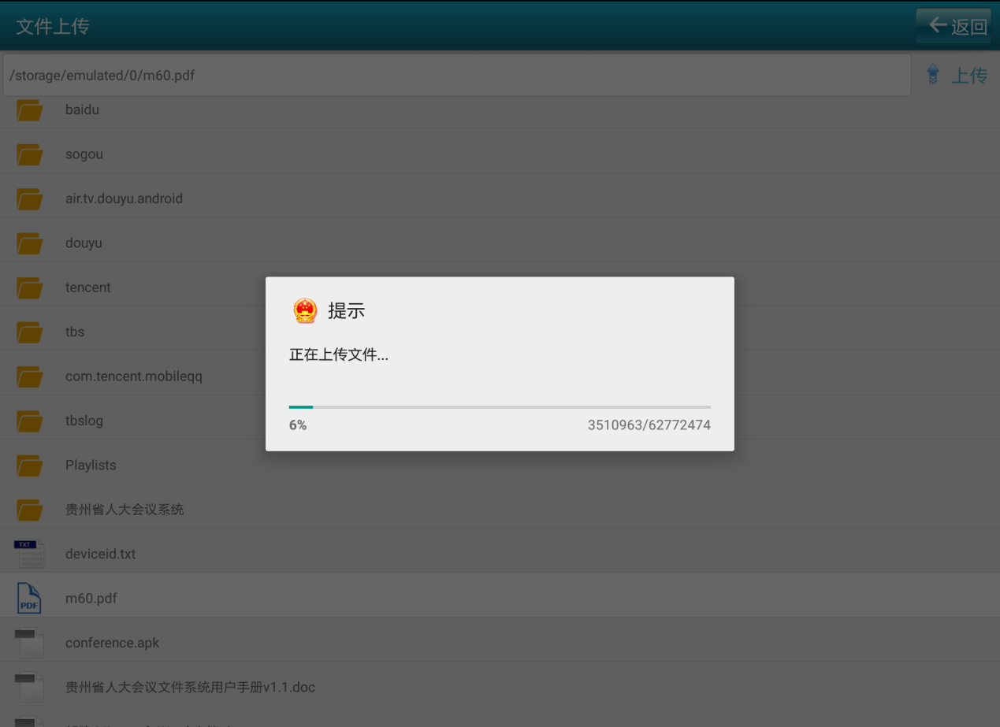 文件上传
返回
/storage/emulated/0/m60.pdf
上传
baidu
sogou
air.tv.douyu.android
douyu
tencent
tbs
com.tencent.mobileqq
tbslog
Playlists
贵州省人大会议系统
TXT
deviceid.txt
PDF
m60.pdf
conference.apk
贵州省人大会议文件系统用户手册v1.1.doc
提示
正在上传文件...
6%
3510963/62772474